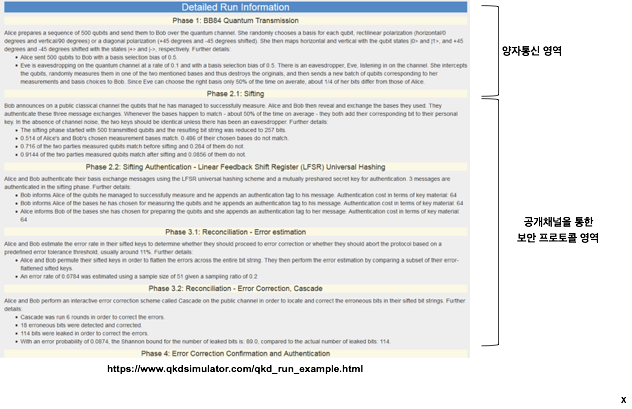 Detailed Run Information
Phase 1: BB84 Quantum Transmission
Alice prepares a sequence of 500 qubits and sends them to Bob over the quantum channel. She randomly chooses a basis for each qubit, rectilinear polarization (horizontal/0
degrees and vertical/90 degrees) or a diagonal polarization (+45 degrees and -45 degrees shifted). She then maps horizontal and vertical with the qubit states |0> and |1>, and +45
degrees and -45 degrees shifted with the states |+> and |->, respectively. Further details:
• Alice sent 500 qubits to Bob with a basis selection bias of 0.5.
• Eve is eavesdropping on the quantum channel at a rate of 0.1 and with a basis selection bias of 0.5. There is an eavesdropper, Eve, listening in on the channel. She intercepts
the qubits, randomly measures them in one of the two mentioned bases and thus destroys the originals, and then sends a new batch of qubits corresponding to her
measurements and basis choices to Bob. Since Eve can choose the right basis only 50% of the time on average, about 1/4 of her bits differ from those of Alice.
Phase 2.1: Sifting
Bob announces on a public classical channel the qubits that he has managed to successfully measure. Alice and Bob then reveal and exchange the bases they used. They
authenticate these three message exchanges. Whenever the bases happen to match - about 50% of the time on average - they both add their corresponding bit to their personal
key. In the absence of channel noise, the two keys should be identical unless there has been an eavesdropper. Further details:
• The sifting phase started with 500 transmitted qubits and the resulting bit string was reduced to 257 bits.
• 0.514 of Alice's and Bob's chosen measurement bases match. 0.486 of their chosen bases do not match.
• 0.716 of the two parties measured qubits match before sifting and 0.284 of them do not.
• 0.9144 of the two parties measured qubits match after sifting and 0.0856 of them do not.
Phase 2.2: Sifting Authentication - Linear Feedback Shift Register (LFSR) Universal Hashing
Alice and Bob authenticate their basis exchange messages using the LFSR universal hashing scheme and a mutually preshared secret key for authentication. 3 messages are
authenticated in the sifting phase. Further details:
• Bob informs Alice of the qubits he managed to successfully measure and he appends an authentication tag to his message. Authentication cost in terms of key material: 64
• Bob informs Alice of the bases he has chosen for measuring the qubits and he appends an authentication tag to his message. Authentication cost in terms of key material: 64
• Alice informs Bob of the bases she has chosen for preparing the qubits and she appends an authentication tag to her message. Authentication cost in terms of key material:
64
Phase 3.1: Reconciliation - Error estimation
Alice and Bob estimate the error rate in their sifted keys to determine whether they should proceed to error correction or whether they should abort the protocol based on a
predefined error tolerance threshold, usually around 11%. Further details:
• Alice and Bob permute their sifted keys in order to flatten the errors across the entire bit string. They then perform the error estimation by comparing a subset of their error-
flattened sifted keys.
• An error rate of 0.0784 was estimated using a sample size of 51 given a sampling ratio of 0.2
Phase 3.2: Reconciliation - Error Correction, Cascade
Alice and Bob perform an interactive error correction scheme called Cascade on the public channel in order to locate and correct the erroneous bits in their sifted bit strings. Further
details:
• Cascade was run 6 rounds in order to correct the errors.
• 18 erroneous bits were detected and corrected.
• 114 bits were leaked in order to correct the errors.
• With an error probability of 0.0874, the Shannon bound for the number of leaked bits is: 89.0, compared to the actual number of leaked bits: 114.
Phase 4: Error Correction Confirmation and Authentication
양자통신 영역
공개채널을 통한
보안 프로토콜 영역
https://www.qkdsimulator.com/qkd_run_example.html
x